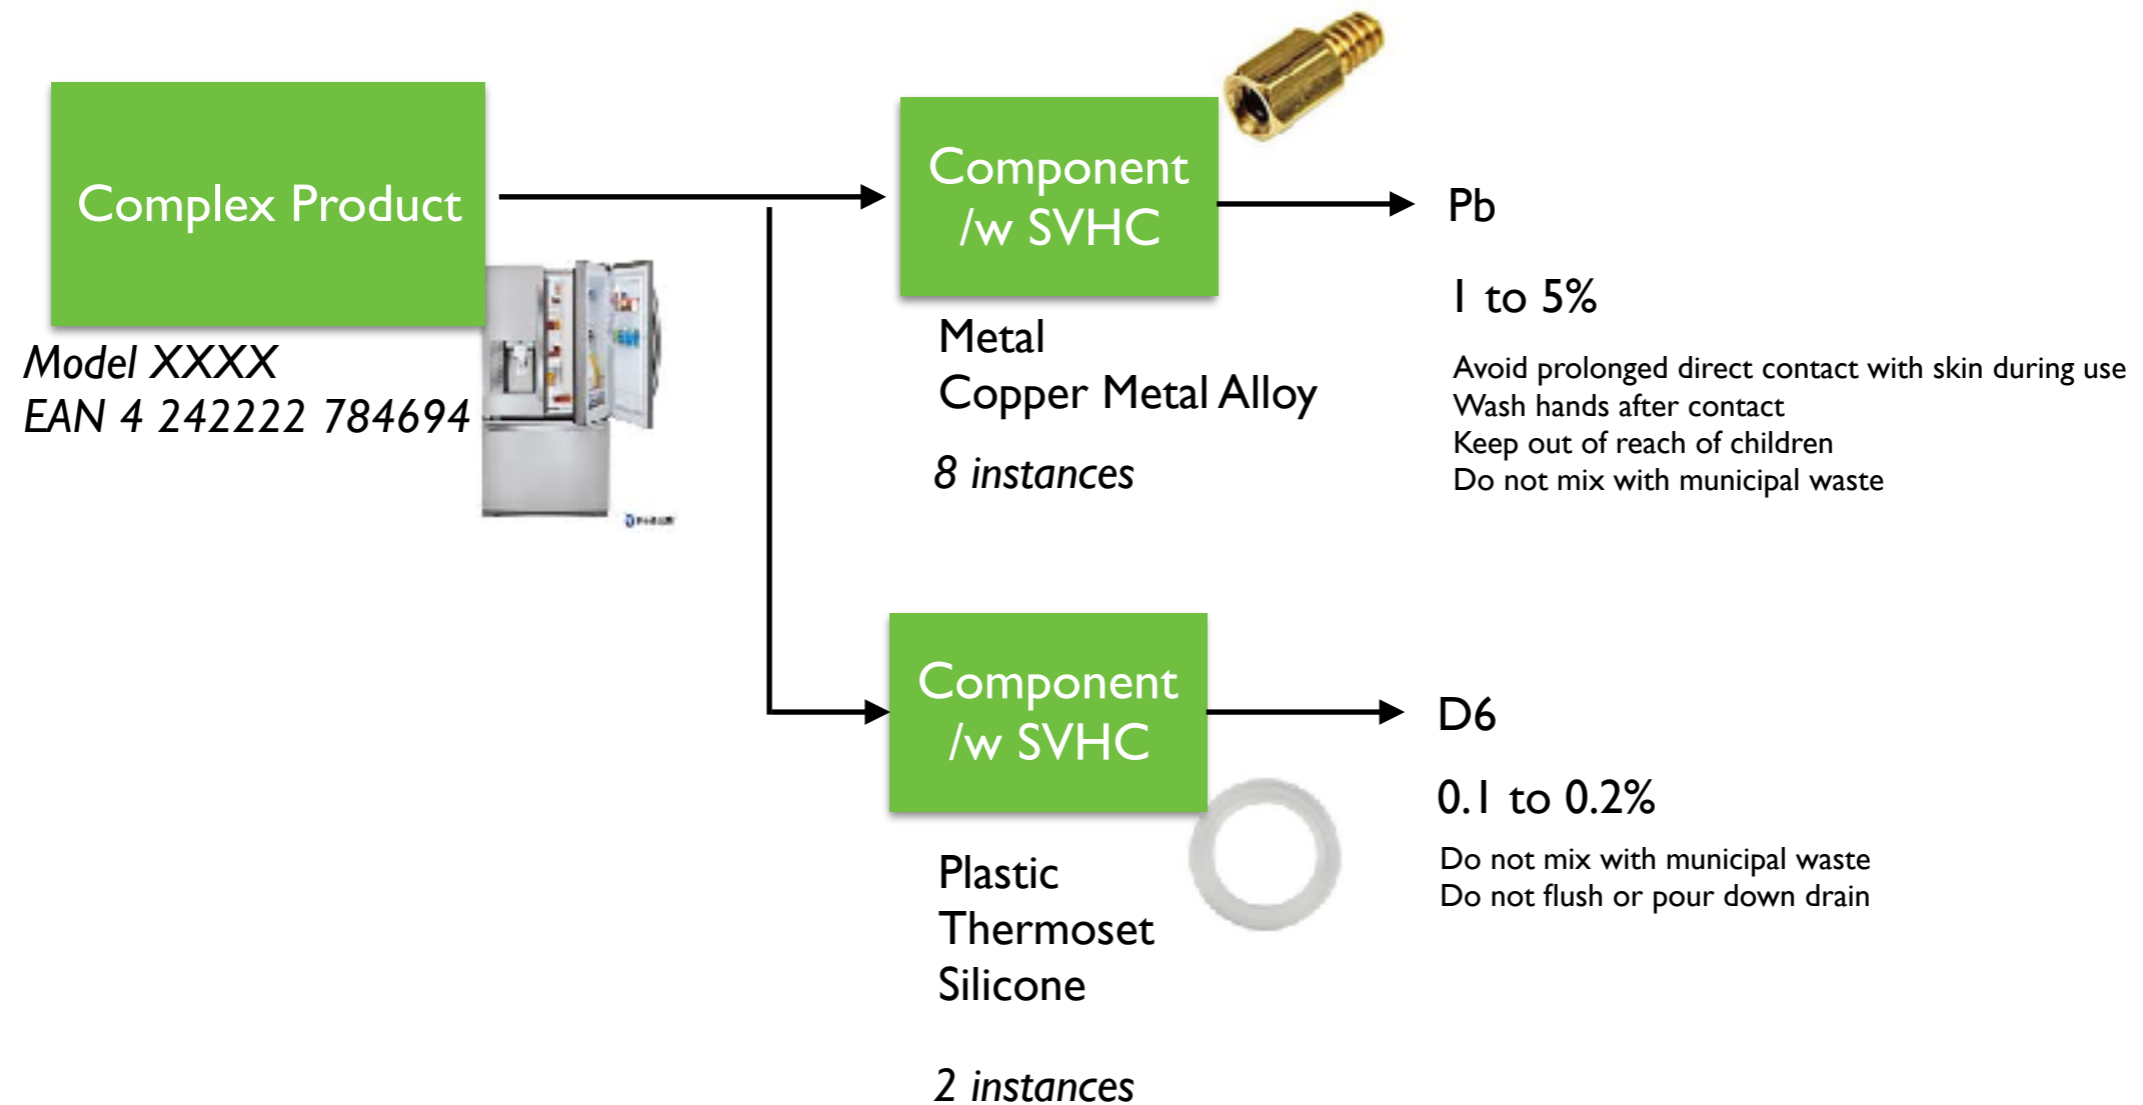 Complex Product
Model XXXX
EAN 4 242222 784694
Component
/w SVHC
Metal
Copper Metal Alloy
8 instances
Pb
1 to 5%
Avoid prolonged direct contact with skin during use
Wash hands after contact
Keep out of reach of children
Do not mix with municipal waste
Component
/w SVHC
Plastic
Thermoset
Silicone
2 instances
D6
0.1 to 0.2%
Do not mix with municipal waste
Do not flush or pour down drain